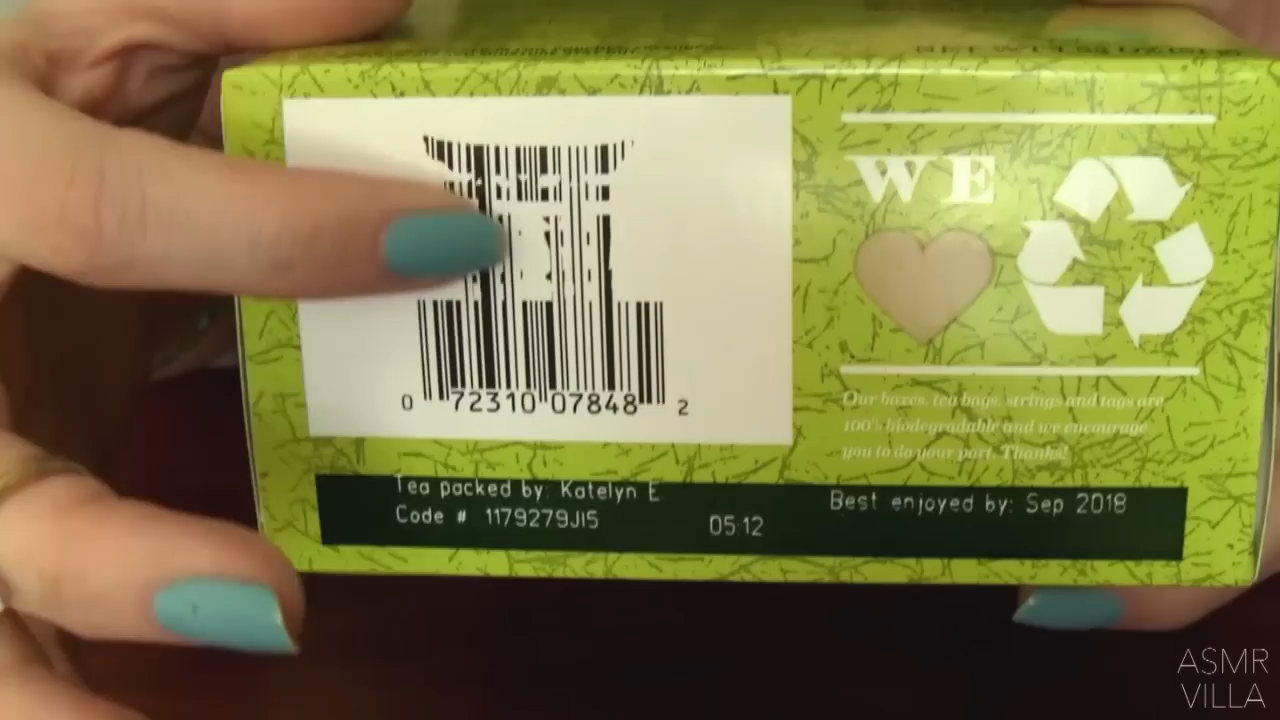 WE
Our boxes, tea bags, strings and tags are
100% biodegradable and we encourage
you to do your part. Thanks!
0 72310 07848 2
Tea packed by: Katelyn E
Code # 1179279J15
05:12
Best enjoyed by: Sep 2018
ASMR
VILLA